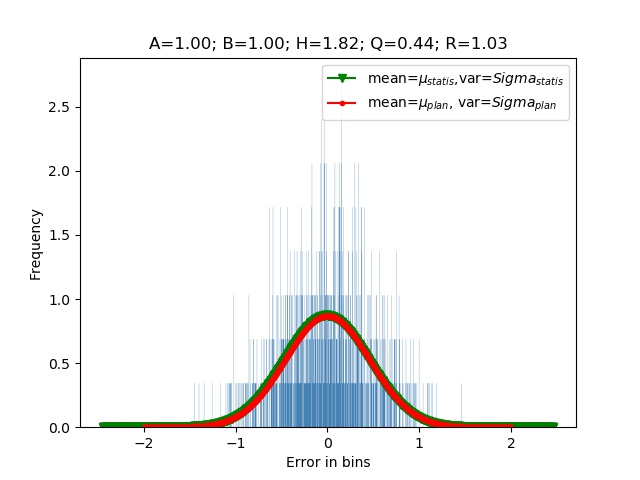 A=1.00; B=1.00; H=1.82; Q=0.44; R=1.03
mean=μstatis,var=Sigmastatis
mean=μplan, var=Sigmaplan
Frequency
2.5
2.0
1.5
1.0
0.5
0.0
−2 −1 0 1 2
Error in bins